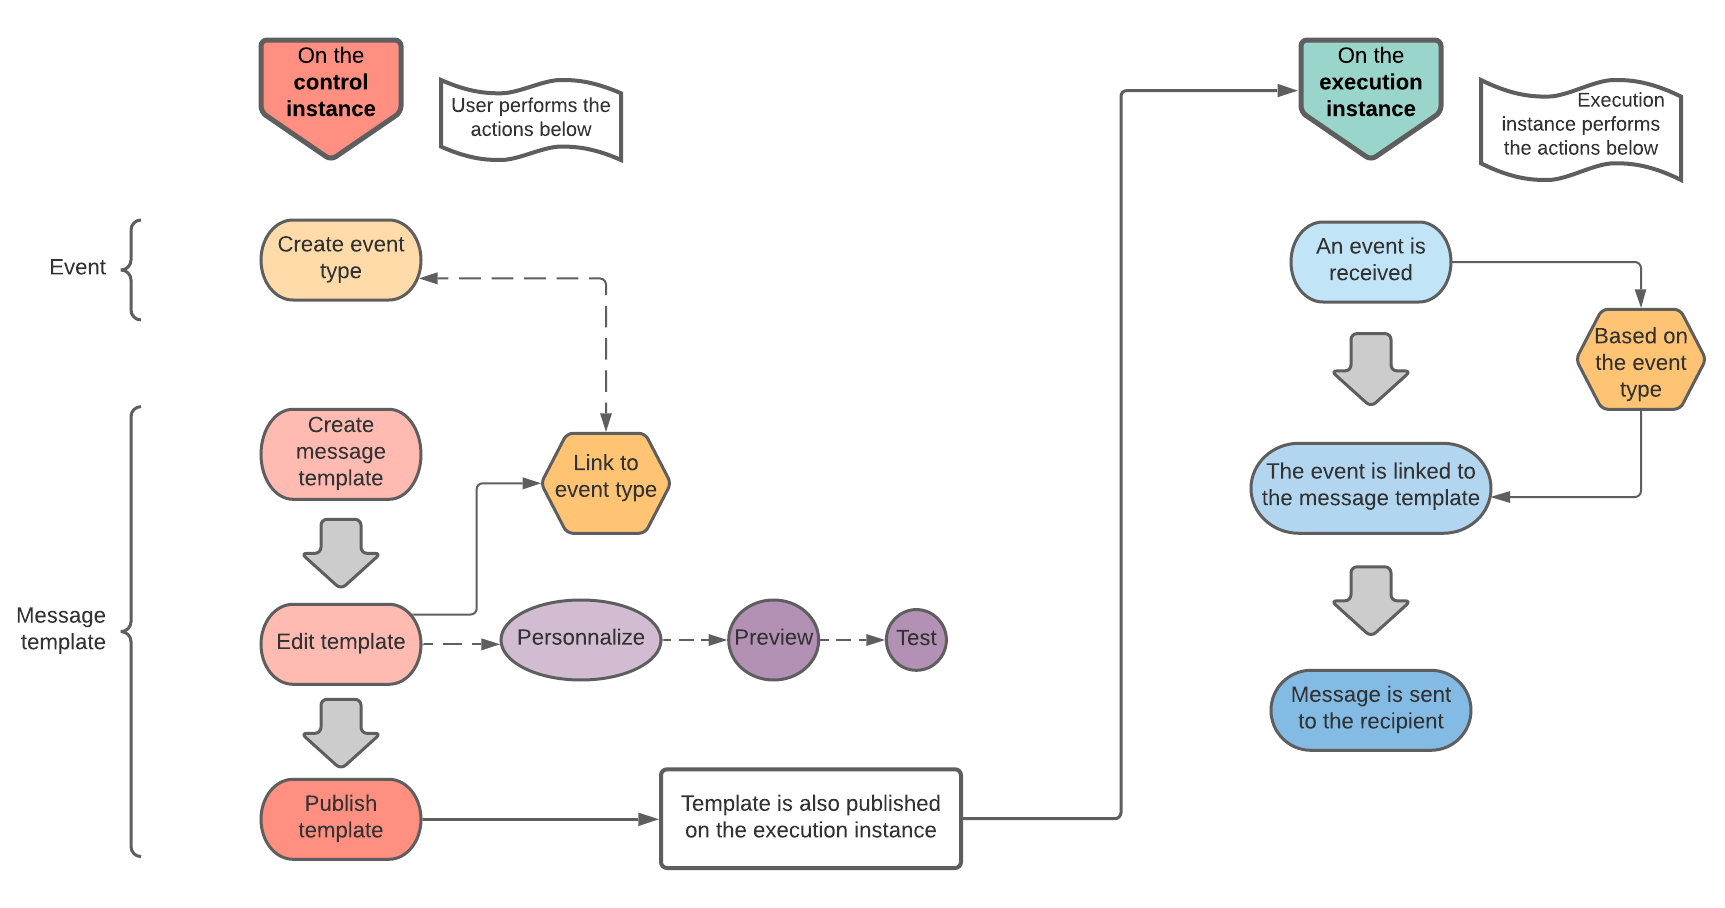 On the
control
instance
User performs the
actions below
Event
Create event
type
Message
template
Create
message
template
Link to
event type
Edit template
Personnalize
Preview
Test
Publish
template
Template is also published
on the execution instance
On the
execution
instance
Execution
instance performs
the actions below
An event is
received
Based on
the event
type
The event is linked to
the message template
Message is sent
to the recipient